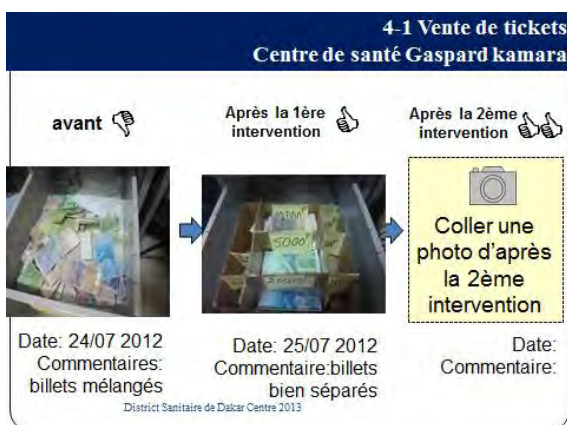 4-1 Vente de tickets
Centre de santé Gaspard kamara
avant
Après la 1ère
intervention
Après la 2ème
intervention
5000
Coller une
photo d'après
la 2ème
intervention
Date: 24/07 2012
Commentaires:
billets mélangés
Date: 25/07 2012
Commentaire:billets
bien séparés
Date:
Commentaire:
District Sanitaire de Dakar Centre 2013